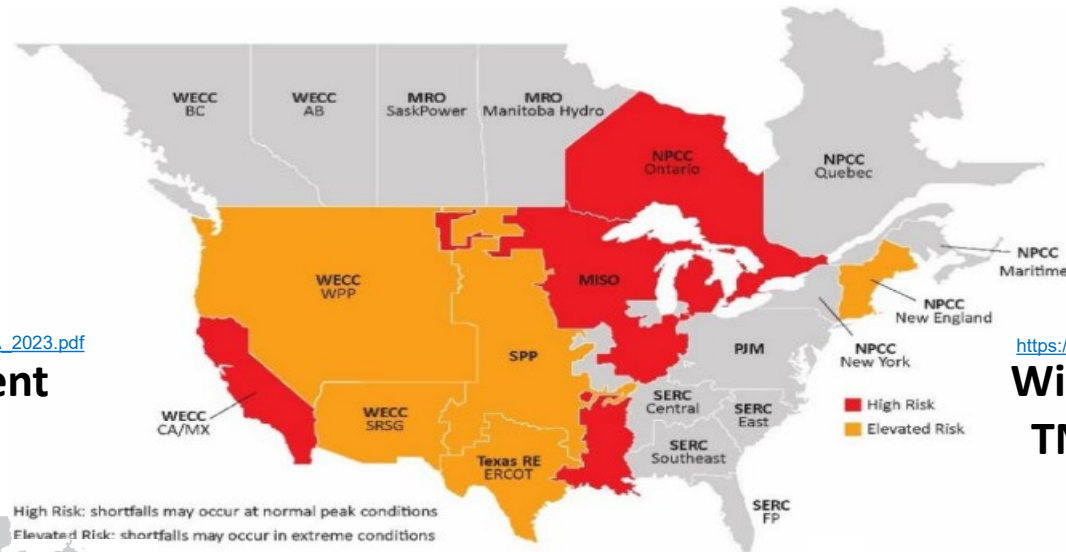 WECC
BC
WECC
AB
MRO
SaskPower
MRO
Manitoba Hydro
NPCC
Ontario
NPCC
Quebec
NPCC
Maritime
WECC
WPP
MISO
NPCC
New England
_2023.pdf
ent
SPP
PJM
NPCC
New York
https:/
Wi
TM
WECC
CA/MX
WECC
SRSG
SERC
Central
SERC
East
High Risk
Elevated Risk
Texas RE
ERCOT
SERC
Southeast
SERC
FP
High Risk: shortfalls may occur at normal peak conditions
Elevated Risk: shortfalls may occur in extreme conditions